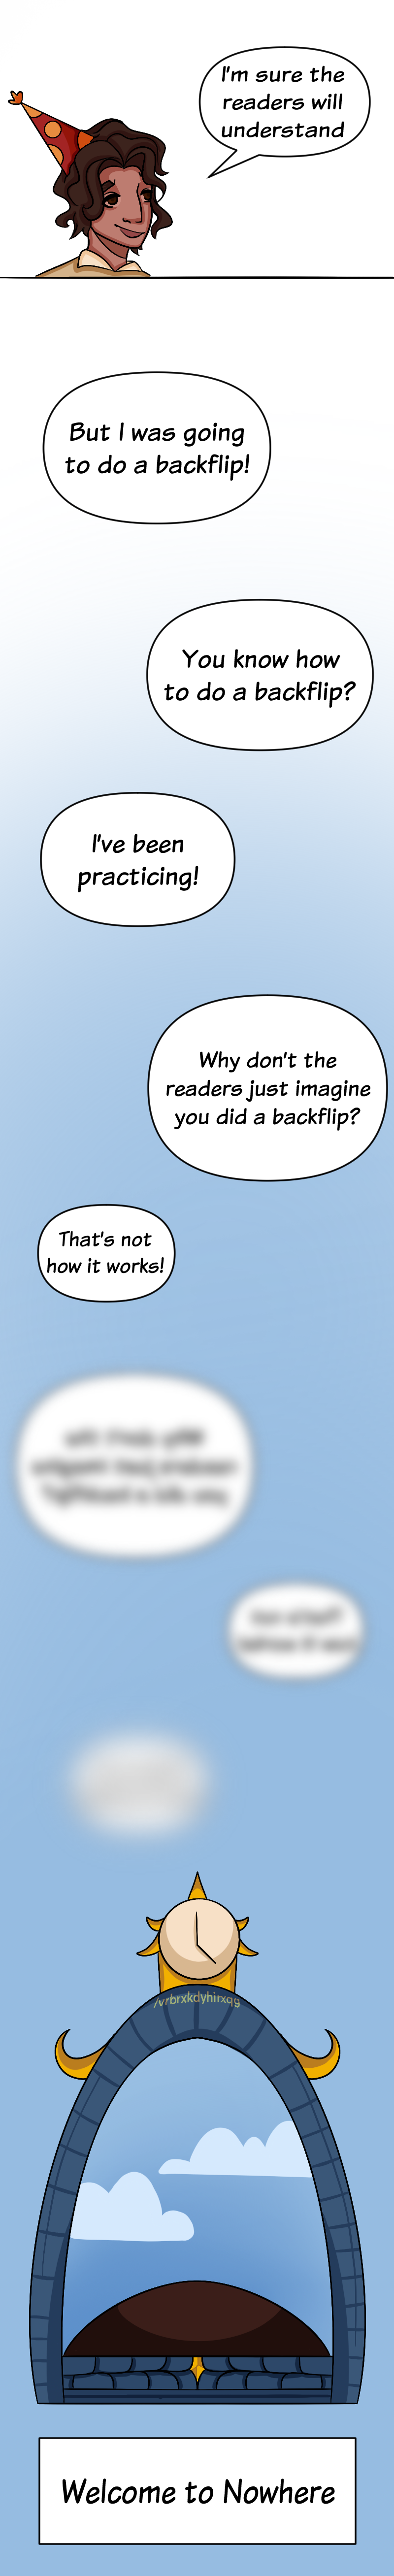 I'm sure the
readers will
understand
But I was going
to do a backflip!
You know how
to do a backflip?
I've been
practicing!
Why don't the
readers just imagine
you did a backflip?
That's not
how it works!
/vrbrxkdyhirxqg
Welcome to Nowhere